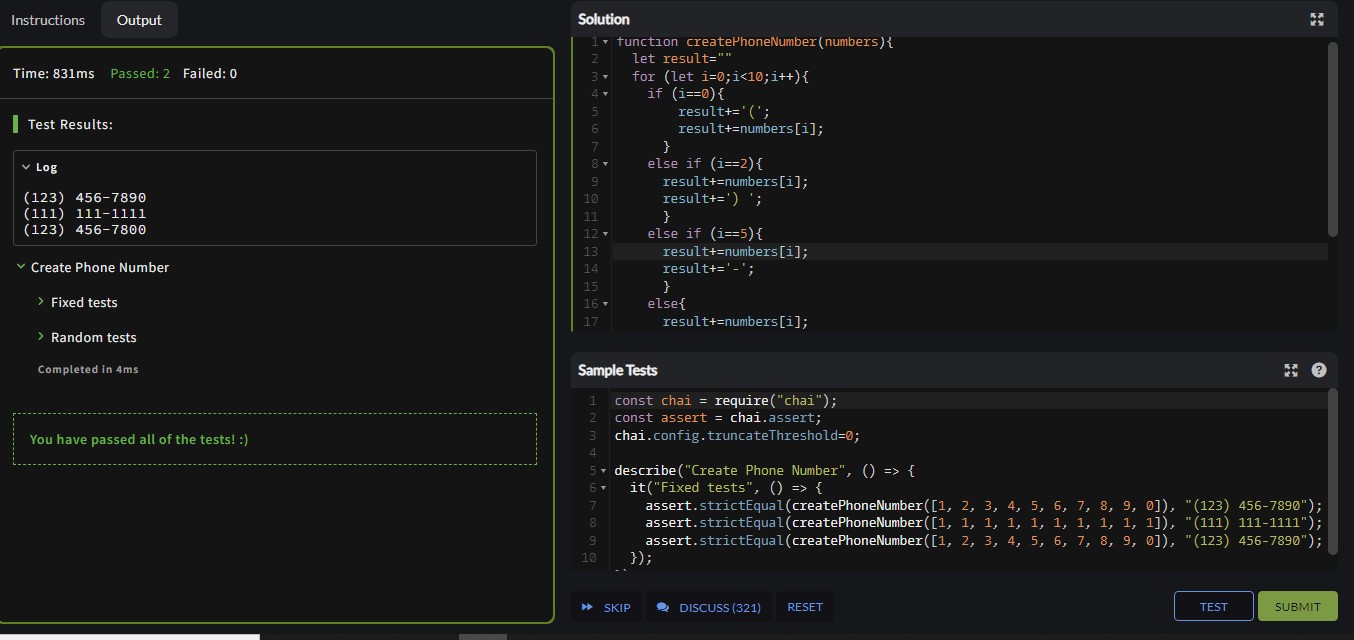 Instructions
Output
Time: 831ms Passed: 2 Failed: 0
Test Results:
Log
(123) 456-7890
(111) 111-1111
(123) 456-7800
Create Phone Number
Fixed tests
Random tests
Completed in 4ms
You have passed all of the tests! :)
Solution
1 function createPhoneNumber(numbers){
2 let result=""
3 for (let i=0;i<10;i++){
4 if (i==0){
5 result+='(';
6 result+=numbers[i];
7 }
8 else if (i==2){
9 result+=numbers[i];
10 result+=') ';
11 }
12 else if (i==5){
13 result+=numbers[i];
14 result+='-';
15 }
16 else{
17 result+=numbers[i];
Sample Tests
?
1 const chai = require("chai");
2 const assert = chai.assert;
3 chai.config.truncateThreshold=0;
4
5 describe("Create Phone Number", () => {
6 it("Fixed tests", () => {
7 assert.strictEqual(createPhoneNumber([1, 2, 3, 4, 5, 6, 7, 8, 9, 0]), "(123) 456-7890");
8 assert.strictEqual(createPhoneNumber([1, 1, 1, 1, 1, 1, 1, 1, 1, 1]), "(111) 111-1111");
9 assert.strictEqual(createPhoneNumber([1, 2, 3, 4, 5, 6, 7, 8, 9, 0]), "(123) 456-7890");
10 });
SKIP
DISCUSS (321)
RESET
TEST
SUBMIT